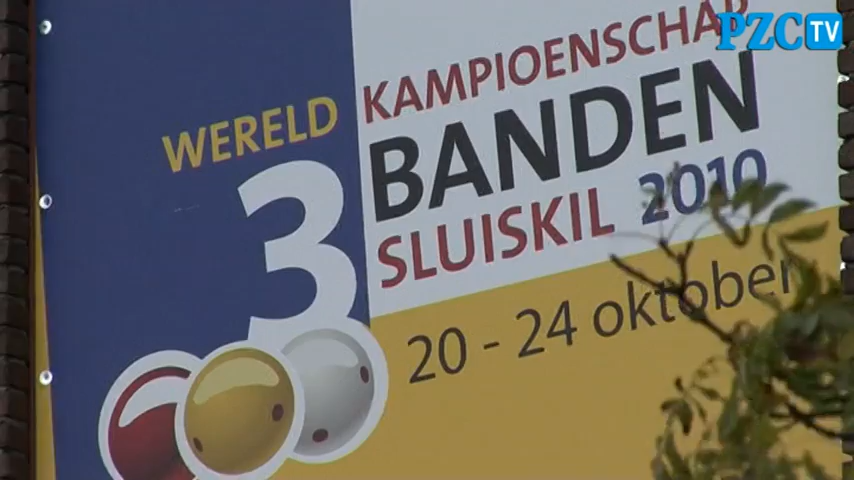 PZC TV
WERELD KAMPIOENSCHAP
3 BANDEN
SLUISKIL 2010
20 - 24 oktober